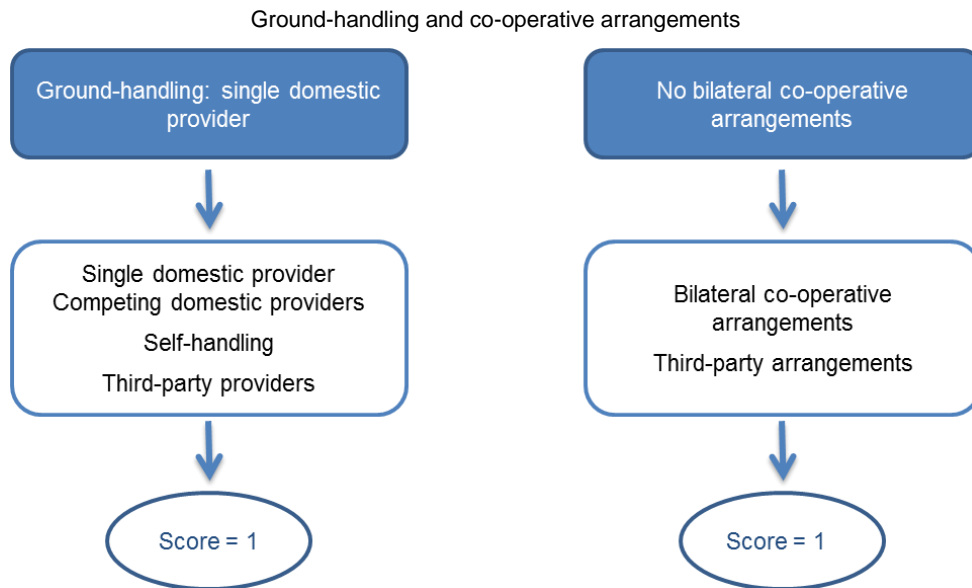 Ground-handling and co-operative arrangements
Ground-handling: single domestic
provider
Single domestic provider
Competing domestic providers
Self-handling
Third-party providers
Score = 1
No bilateral co-operative
arrangements
Bilateral co-operative
arrangements
Third-party arrangements
Score = 1